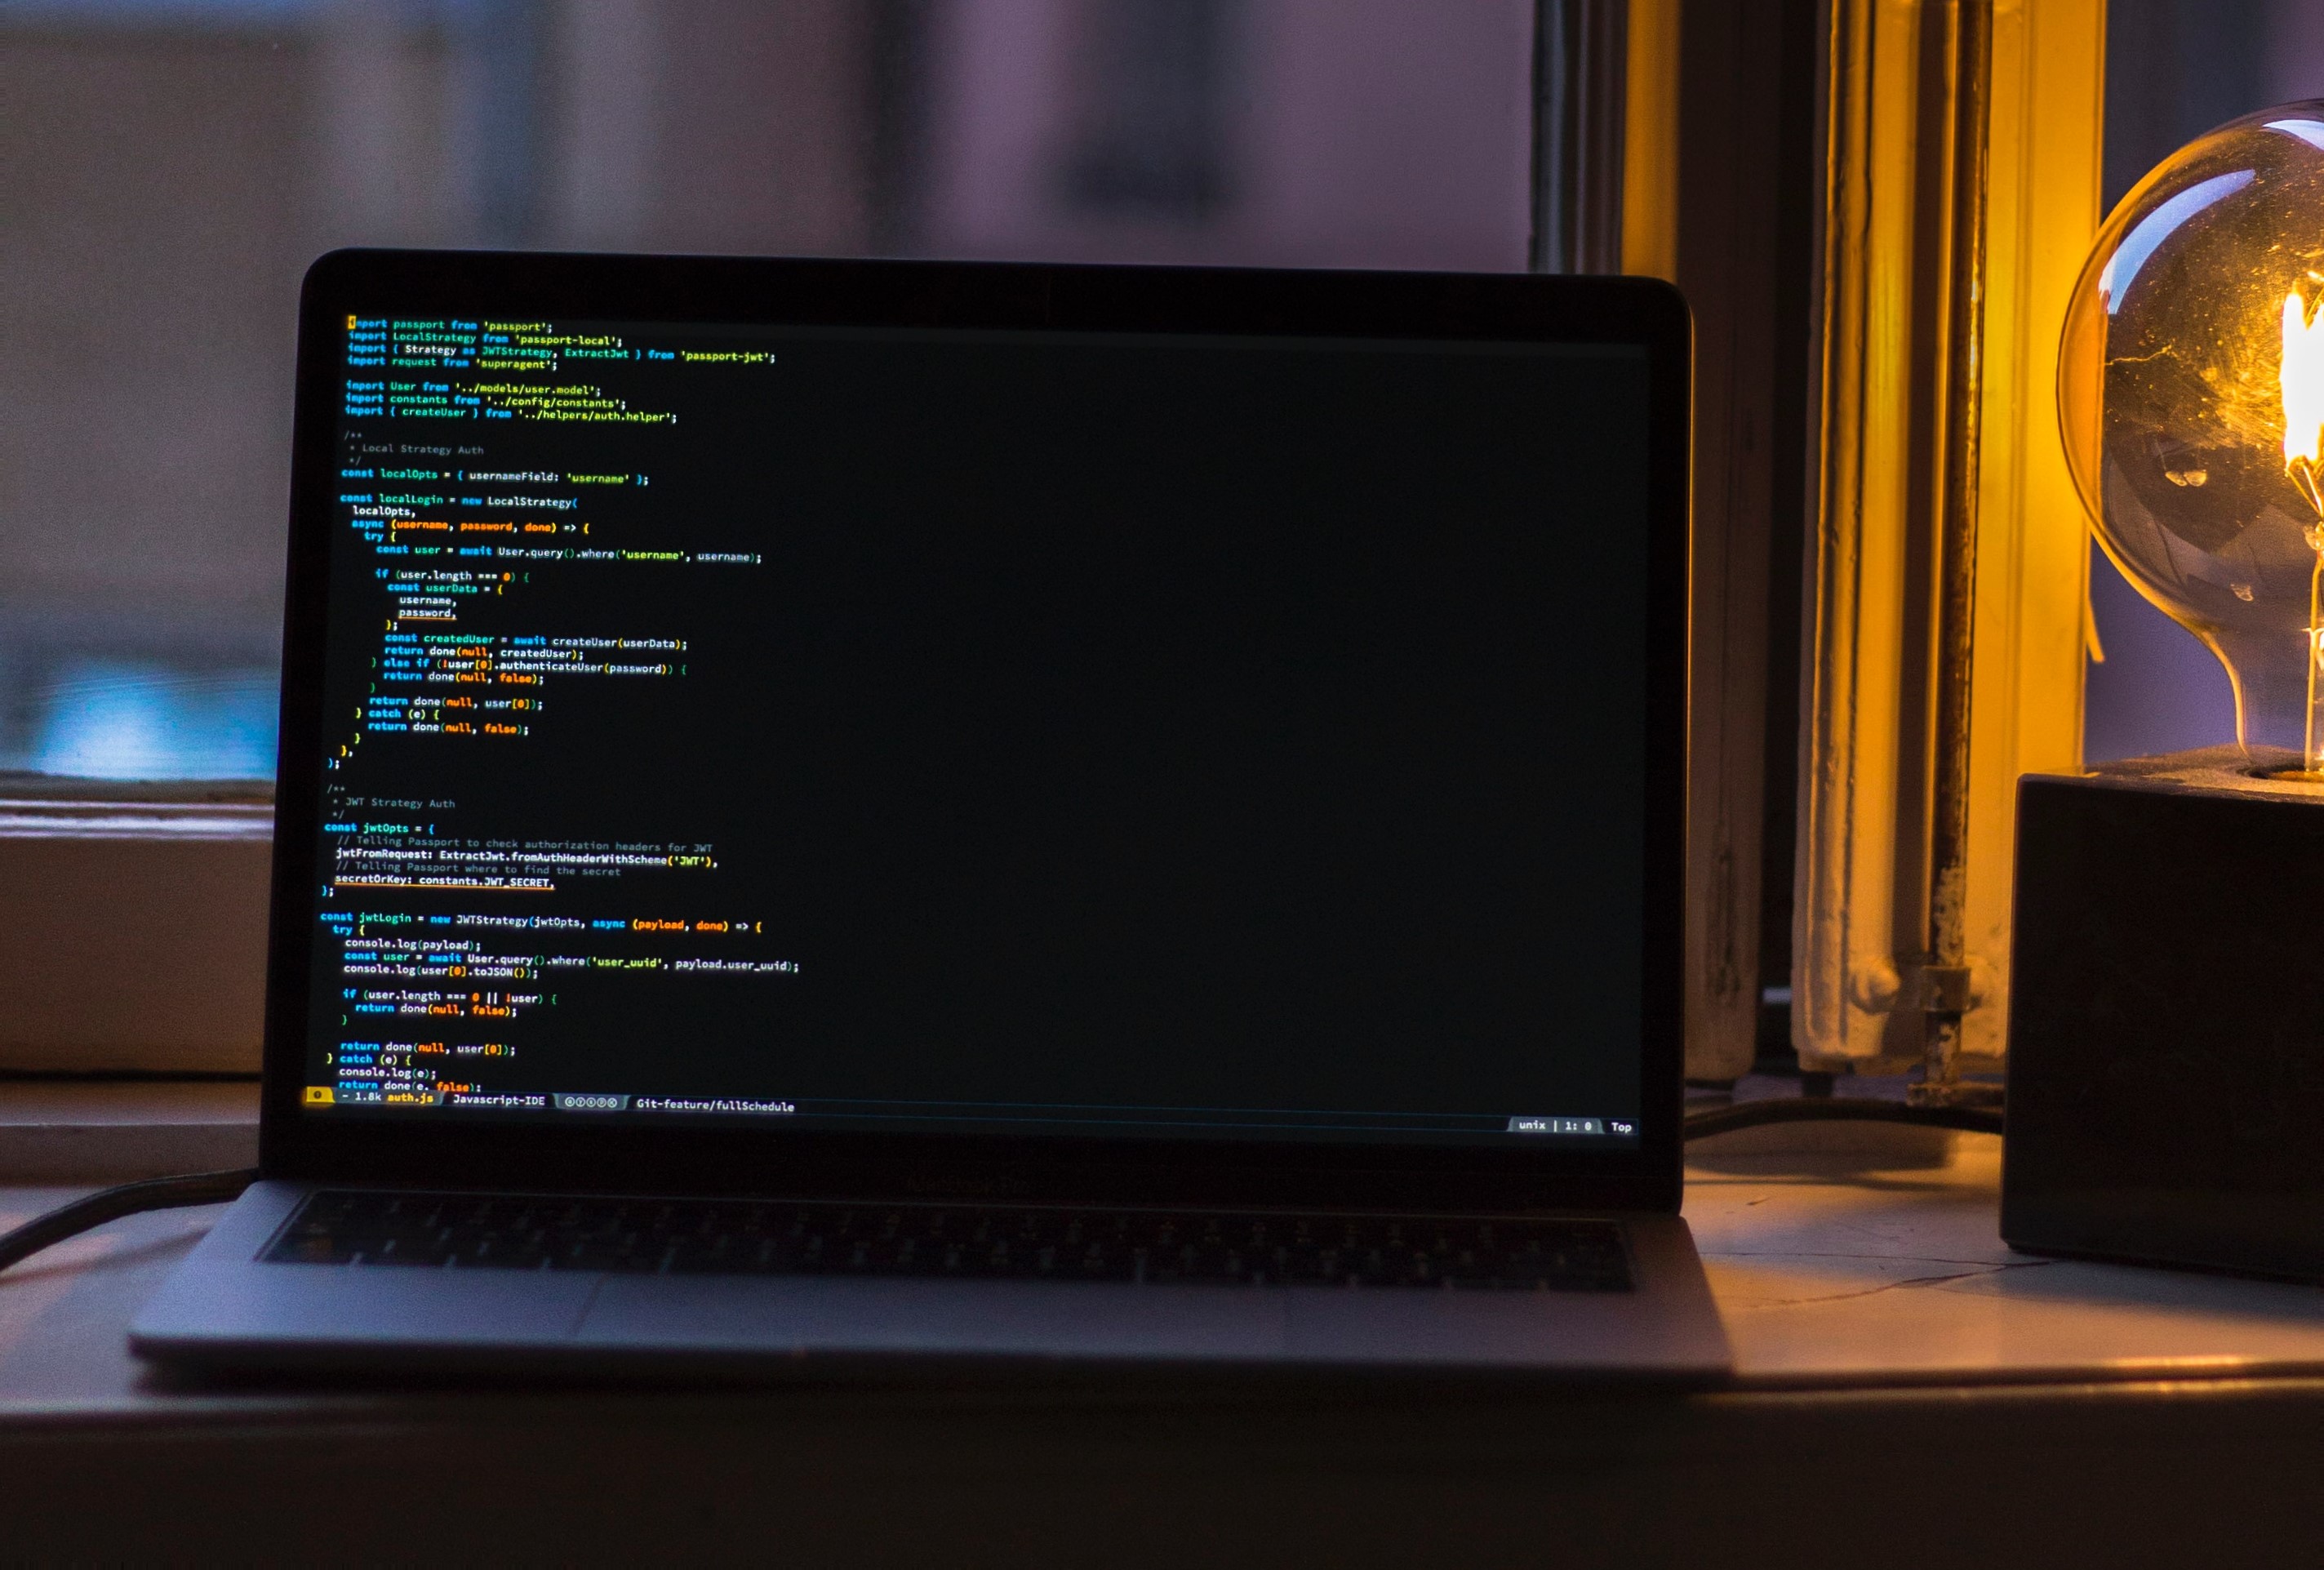 import passport from 'passport';
import LocalStrategy from 'passport-local';
import { Strategy as JWTStrategy, ExtractJwt } from 'passport-jwt';
import request from 'superagent';
import User from '../models/user.model';
import constants from '../config/constants';
import { createUser } from '../helpers/auth.helper';
/**
* Local Strategy Auth
*/
const localOpts = { usernameField: 'username' };
const localLogin = new LocalStrategy(
localOpts,
async (username, password, done) => {
try {
const user = await User.query().where('username', username);
if (user.length === 0) {
const userData = {
username,
password,
};
const createdUser = await createUser(userData);
return done(null, createdUser);
} else if (!user[0].authenticateUser(password)) {
return done(null, false);
}
return done(null, user[0]);
} catch (e) {
return done(null, false);
}
},
);
/**
* JWT Strategy Auth
*/
const jwtOpts = {
// Telling Passport to check authorization headers for JWT
jwtFromRequest: ExtractJwt.fromAuthHeaderWithScheme('JWT'),
// Telling Passport where to find the secret
secretOrKey: constants.JWT_SECRET,
};
const jwtLogin = new JWTStrategy(jwtOpts, async (payload, done) => {
try {
console.log(payload);
const user = await User.query().where('user_uuid', payload.user_uuid);
console.log(user[0].toJSON());
if (user.length === 0 || !user) {
return done(null, false);
}
return done(null, user[0]);
} catch (e) {
console.log(e);
return done(e, false);
- 1.8k auth.js Javascript-IDE Git-feature/fullSchedule
unix | 1: 0 Top